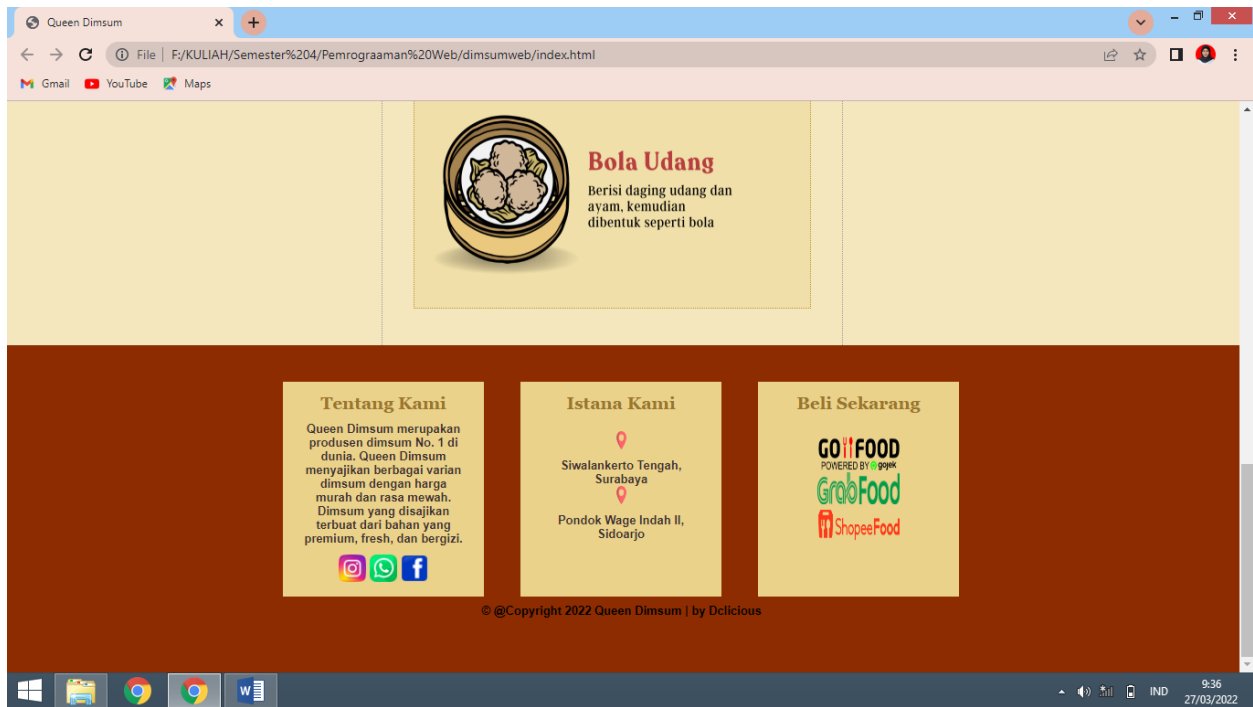 Queen Dimsum
File
F:/KULIAH/Semester%204/Pemrograaman%20Web/dimsumweb/index.html
Gmail
YouTube
Maps
Bola Udang
Berisi daging udang dan
ayam, kemudian
dibentuk seperti bola
Tentang Kami
Queen Dimsum merupakan
produsen dimsum No. 1 di
dunia. Queen Dimsum
menyajikan berbagai varian
dimsum dengan harga
murah dan rasa mewah.
Dimsum yang disajikan
terbuat dari bahan yang
premium, fresh, dan bergizi.
Istana Kami
Siwalankerto Tengah,
Surabaya
Pondok Wage Indah II,
Sidoarjo
Beli Sekarang
GOFOOD
POWERED BY gojek
GrabFood
ShopeeFood
© @Copyright 2022 Queen Dimsum | by Dclicious
W
IND
9:36
27/03/2022